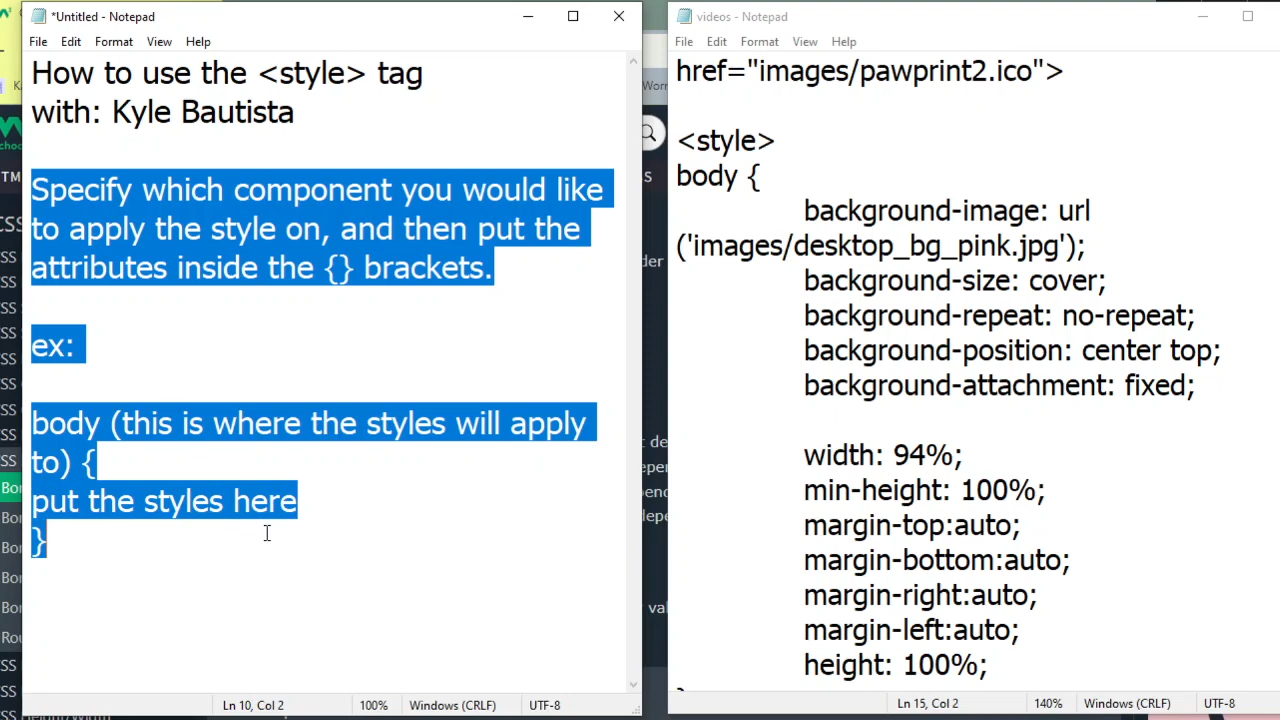 *Untitled - Notepad
File Edit Format View Help
How to use the <style> tag
with: Kyle Bautista
Specify which component you would like
to apply the style on, and then put the
attributes inside the {} brackets.
ex:
body (this is where the styles will apply
to) {
put the styles here
}
Ln 10, Col 2 100% Windows (CRLF) UTF-8
videos - Notepad
File Edit Format View Help
href="images/pawprint2.ico">
<style>
body {
background-image: url
('images/desktop_bg_pink.jpg');
background-size: cover;
background-repeat: no-repeat;
background-position: center top;
background-attachment: fixed;
width: 94%;
min-height: 100%;
margin-top:auto;
margin-bottom:auto;
margin-right:auto;
margin-left:auto;
height: 100%;
Ln 15, Col 2 140% Windows (CRLF) UTF-8